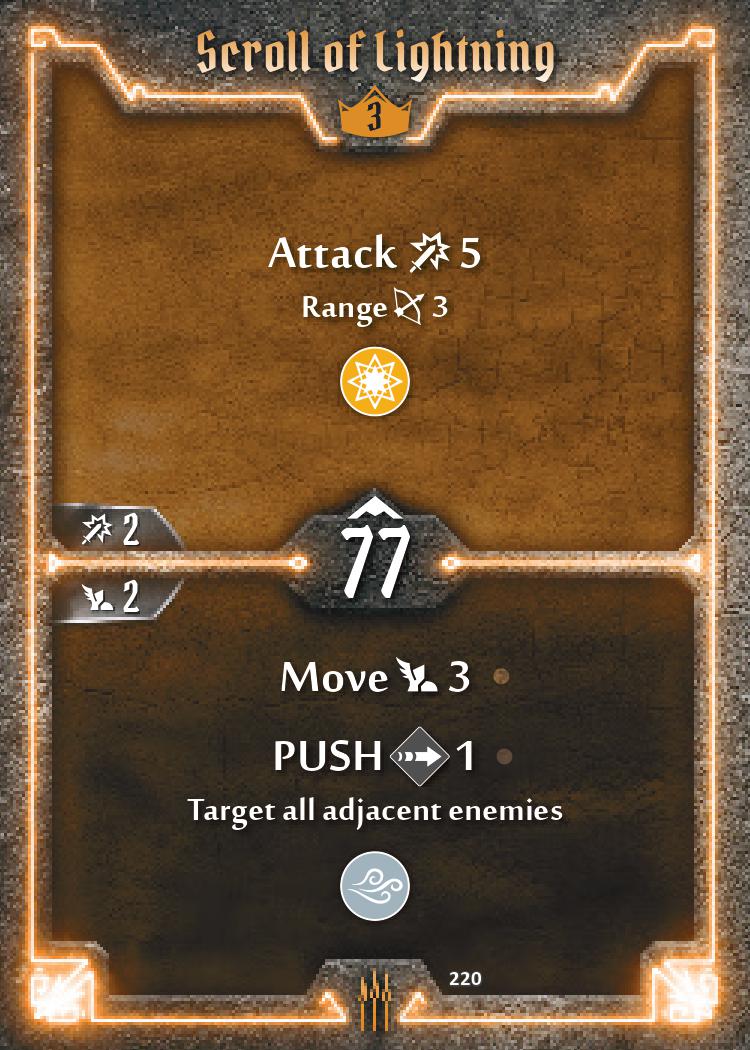 Scroll of Lightning
3
Attack 5
Range 3
2
77
2
Move 3
PUSH 1
Target all adjacent enemies
220